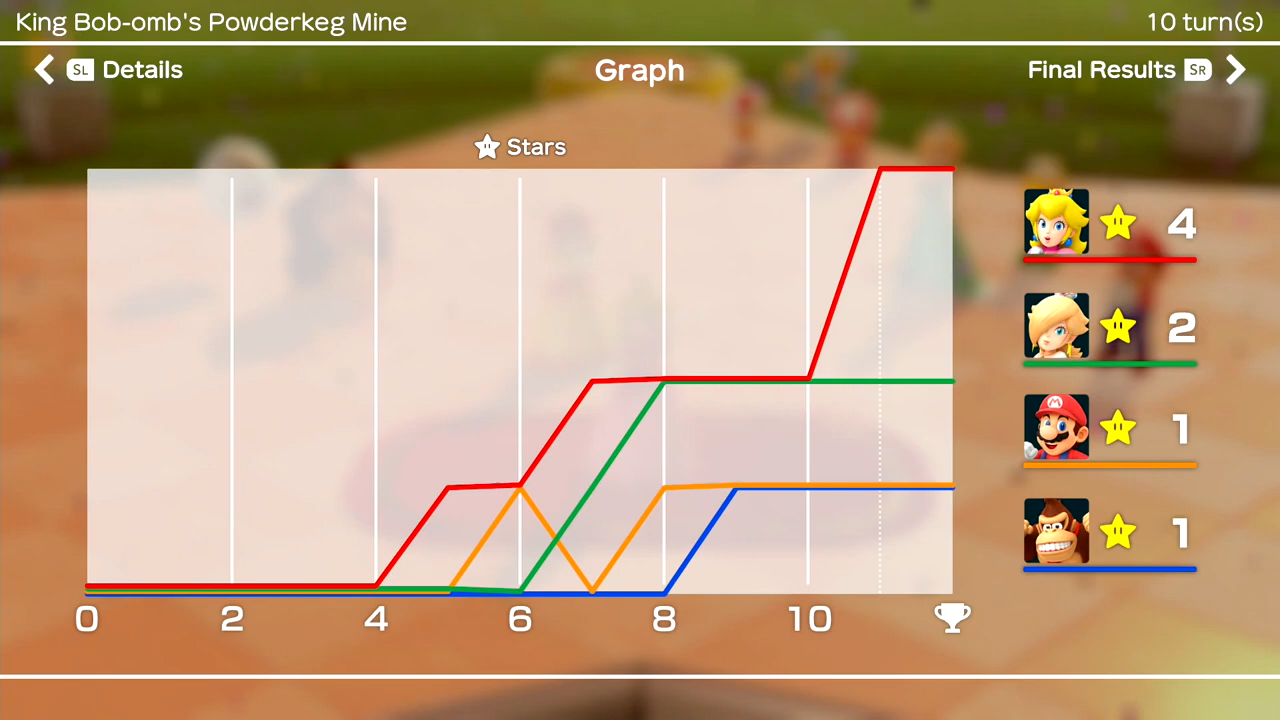 King Bob-omb's Powderkeg Mine 10 turn(s)
SL Details Graph Final Results SR
Stars
4
2
1
1
0 2 4 6 8 10